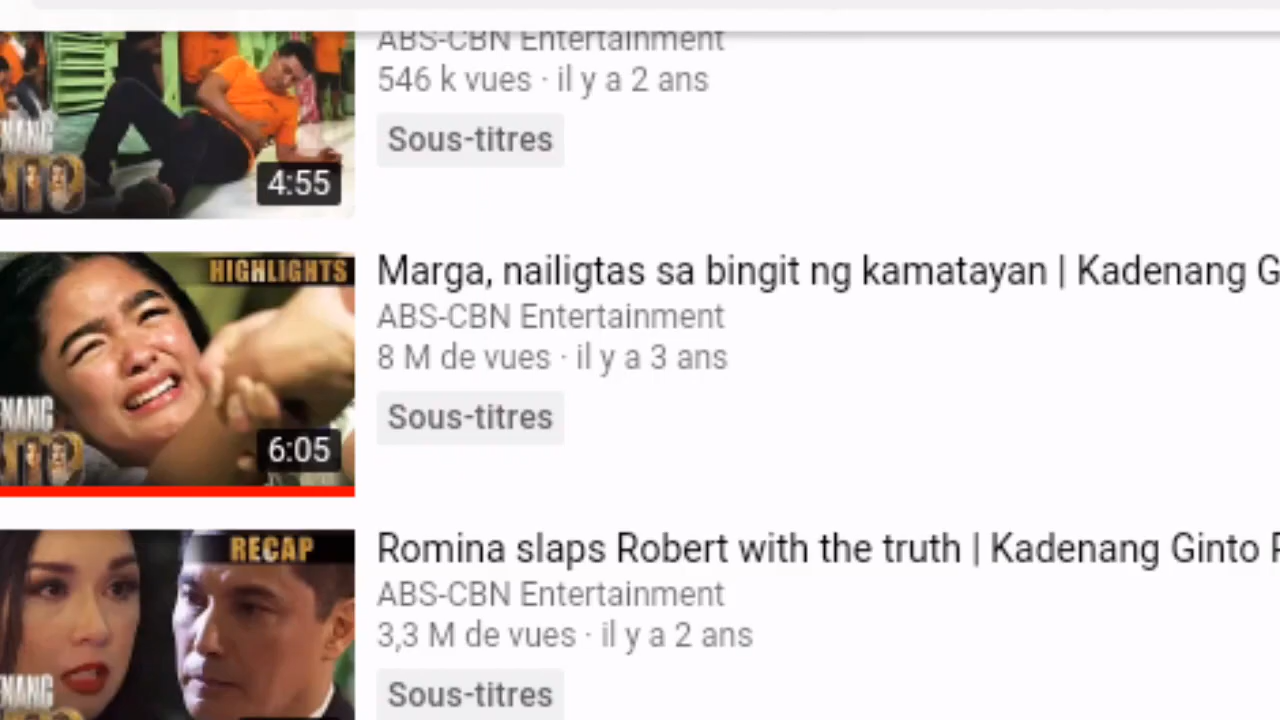 ABS-CBN Entertainment
546 k vues · il y a 2 ans
Sous-titres
4:55
HIGHLIGHTS
Marga, nailigtas sa bingit ng kamatayan | Kadenang G
ABS-CBN Entertainment
8 M de vues · il y a 3 ans
Sous-titres
6:05
RECAP
Romina slaps Robert with the truth | Kadenang Ginto
ABS-CBN Entertainment
3,3 M de vues · il y a 2 ans
Sous-titres